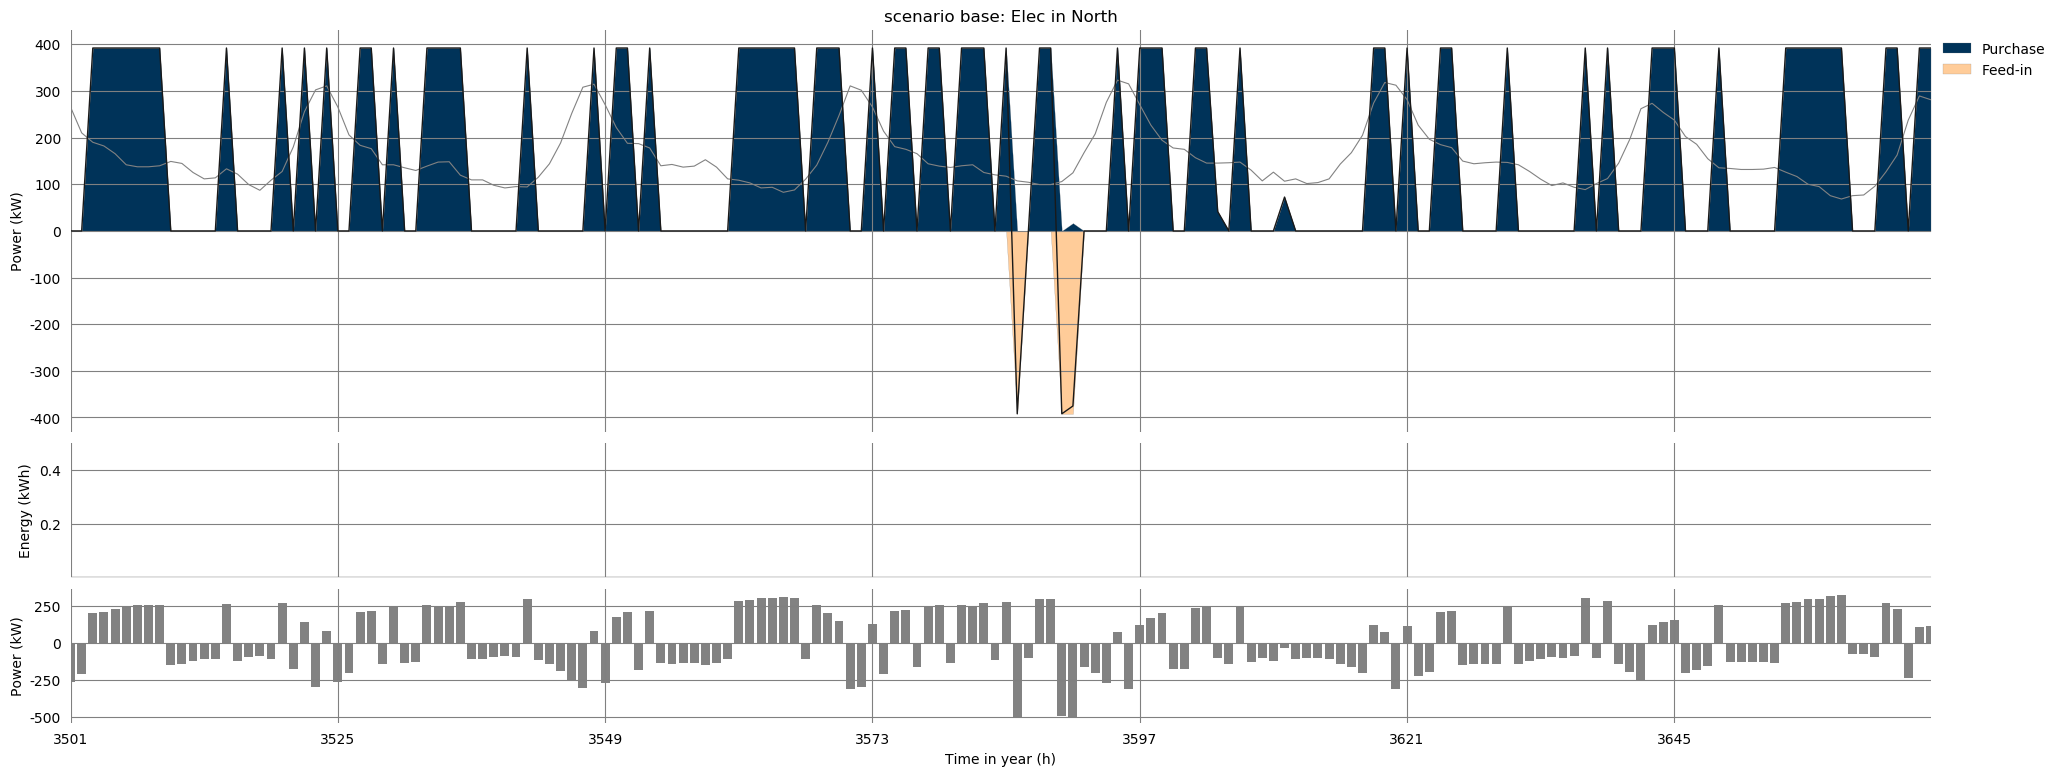 scenario base: Elec in North
400
300
200
100
0
-100
-200
-300
-400
Power (kW)
Purchase
Feed-in
0.4
0.2
Energy (kWh)
250
0
-250
-500
Power (kW)
3501 3525 3549 3573 3597 3621 3645
Time in year (h)